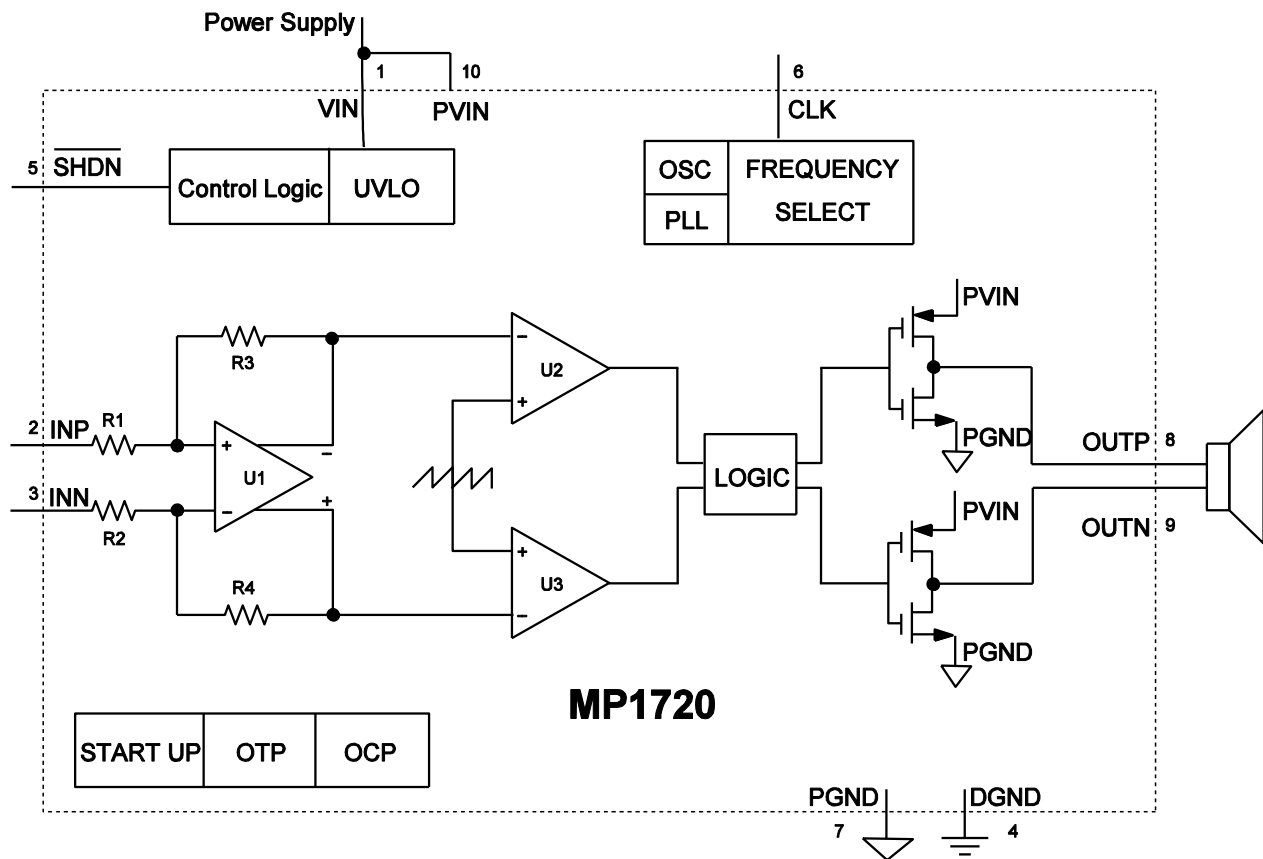 Power Supply
1
10
6
VIN
PVIN
CLK
5
SHDN
Control Logic
UVLO
OSC
PLL
FREQUENCY
SELECT
PVIN
R3
-
U2
+
2
INP
R1
+
-
U1
PGND
OUTP
8
LOGIC
3
INN
R2
-
+
PVIN
OUTN
9
+
U3
-
R4
PGND
MP1720
START UP
OTP
OCP
PGND
DGND
7
4